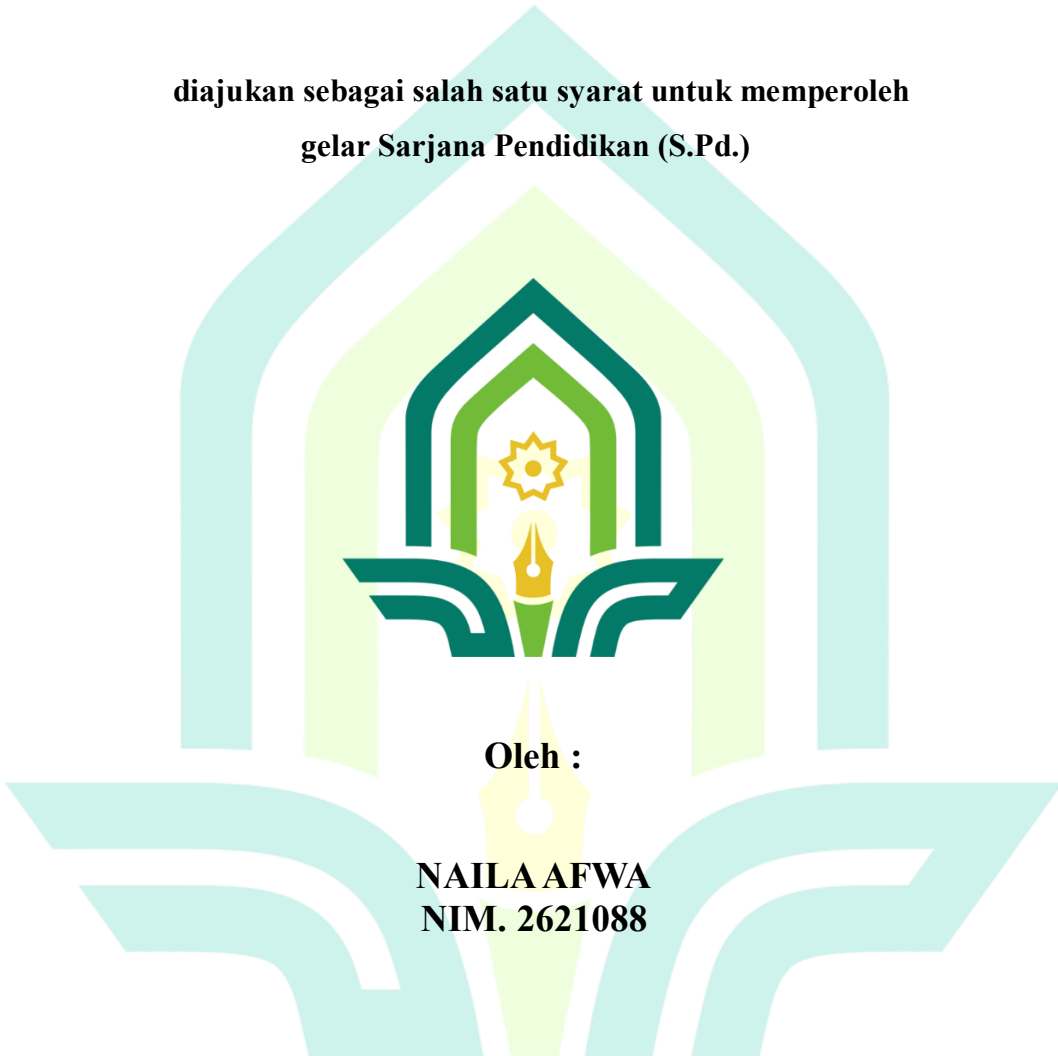 diajukan sebagai salah satu syarat untuk memperoleh
gelar Sarjana Pendidikan (S.Pd.)
Oleh :
NAILA AFWA
NIM. 2621088